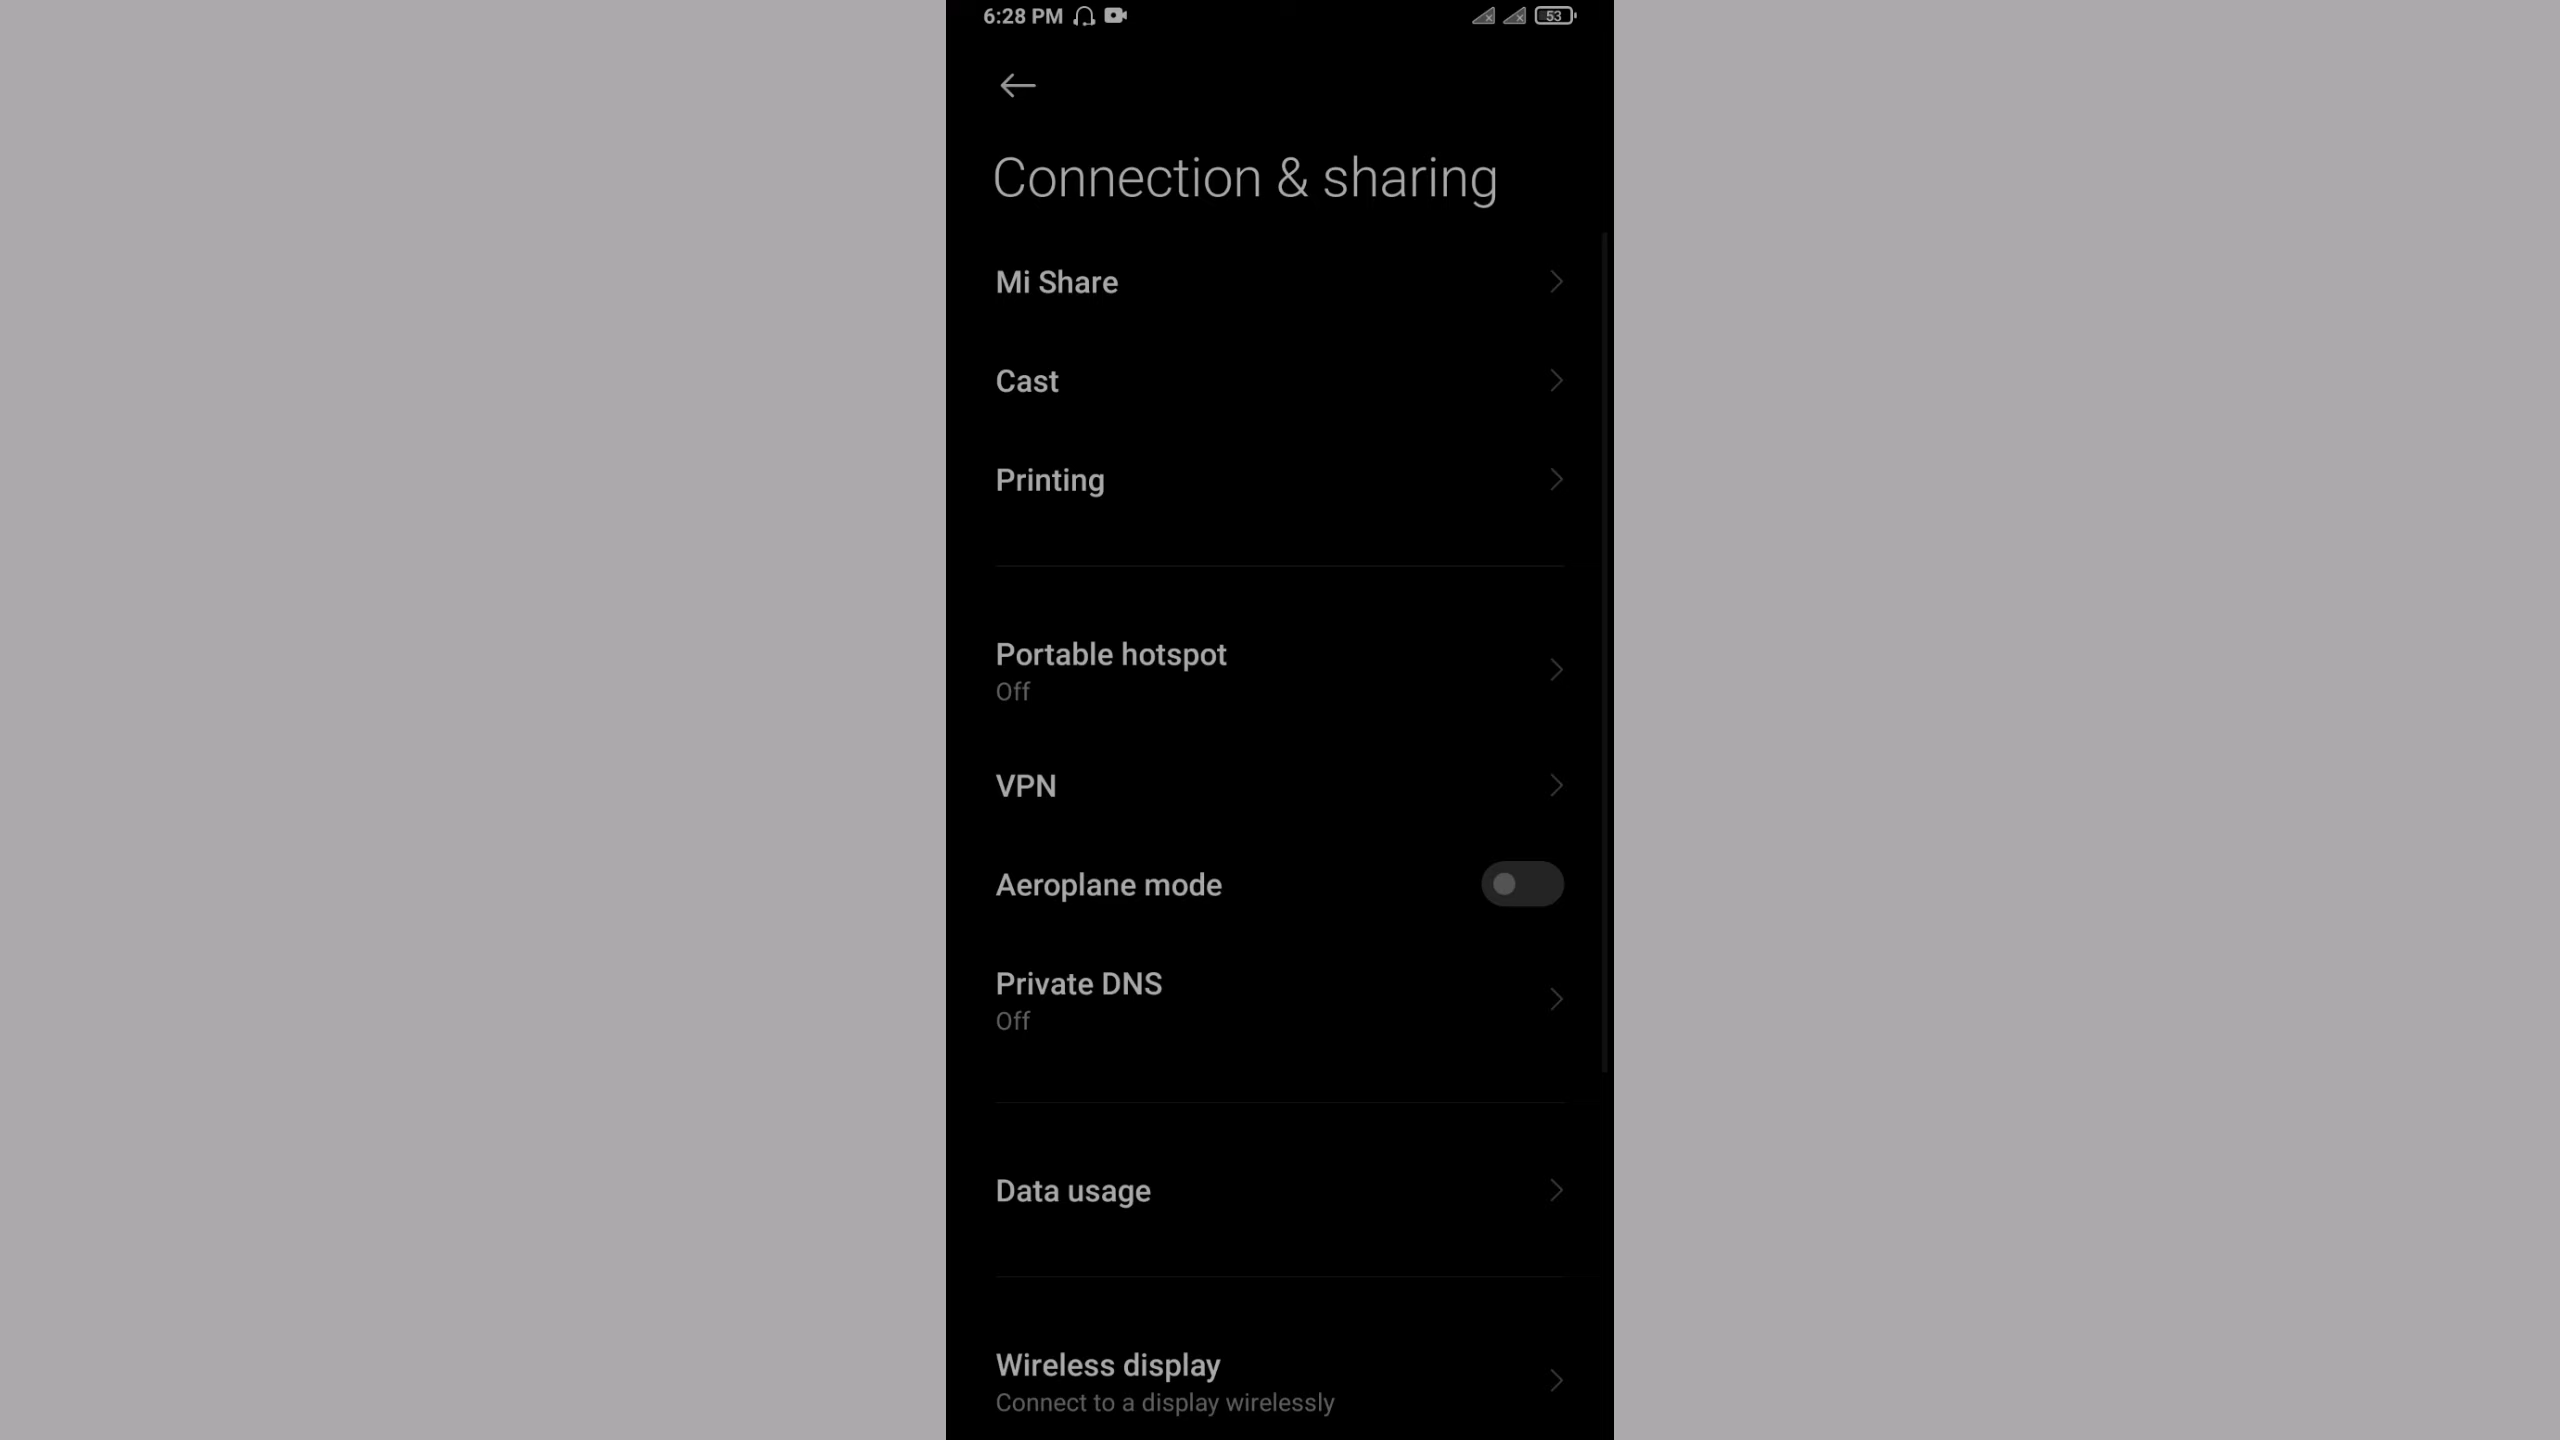 6:28 PM 53
Connection & sharing
Mi Share
Cast
Printing
Portable hotspot
Off
VPN
Aeroplane mode
Private DNS
Off
Data usage
Wireless display
Connect to a display wirelessly